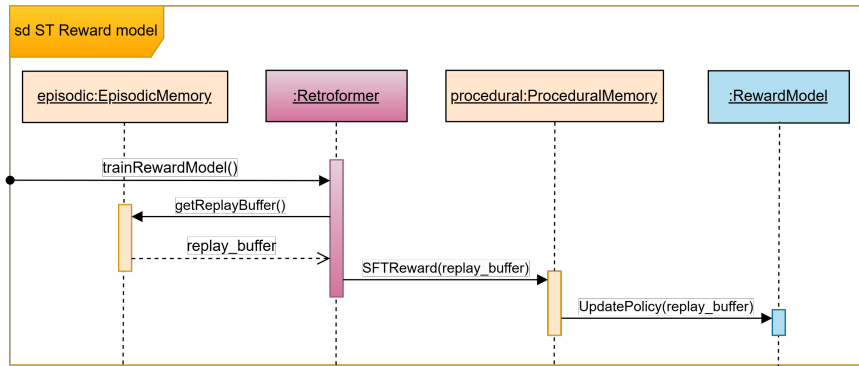 sd ST Reward model
episodic:EpisodicMemory
:Retroformer
procedural:ProceduralMemory
:RewardModel
trainRewardModel()
getReplayBuffer()
replay_buffer
SFTReward(replay_buffer)
UpdatePolicy(replay_buffer)